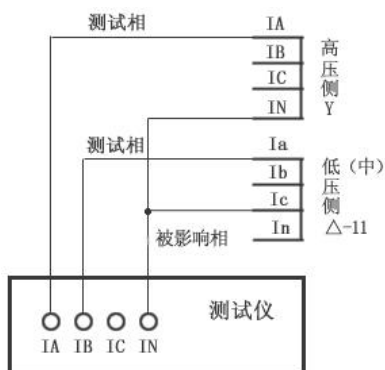 测试相
IA
IB
IC
IN
高压侧
Y
测试相
Ia
Ib
Ic
In
低（中）
压
侧
△-11
被影响相
测试仪
IA IB IC IN